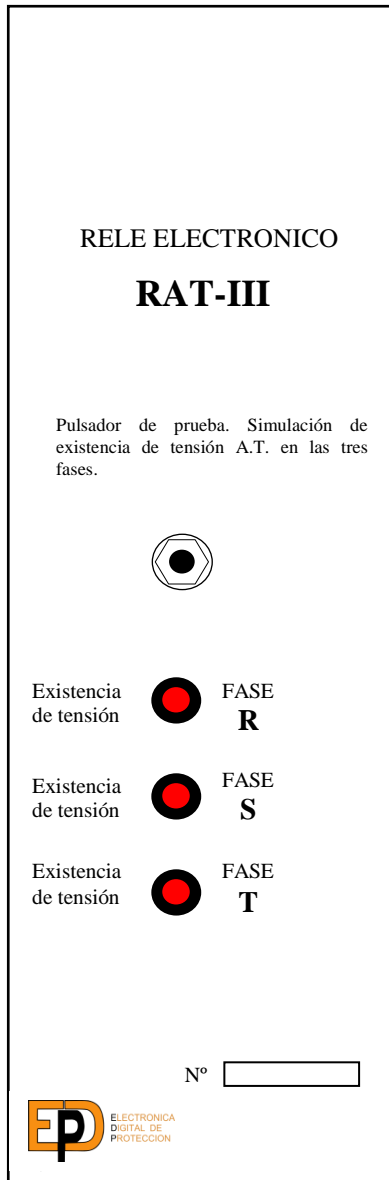 RELE ELECTRONICO
RAT-III
Pulsador de prueba. Simulación de
existencia de tensión A.T. en las tres
fases.
Existencia
de tensión
FASE
R
Existencia
de tensión
FASE
S
Existencia
de tensión
FASE
T
Nº
EPD
ELECTRONICA
DIGITAL DE
PROTECCION